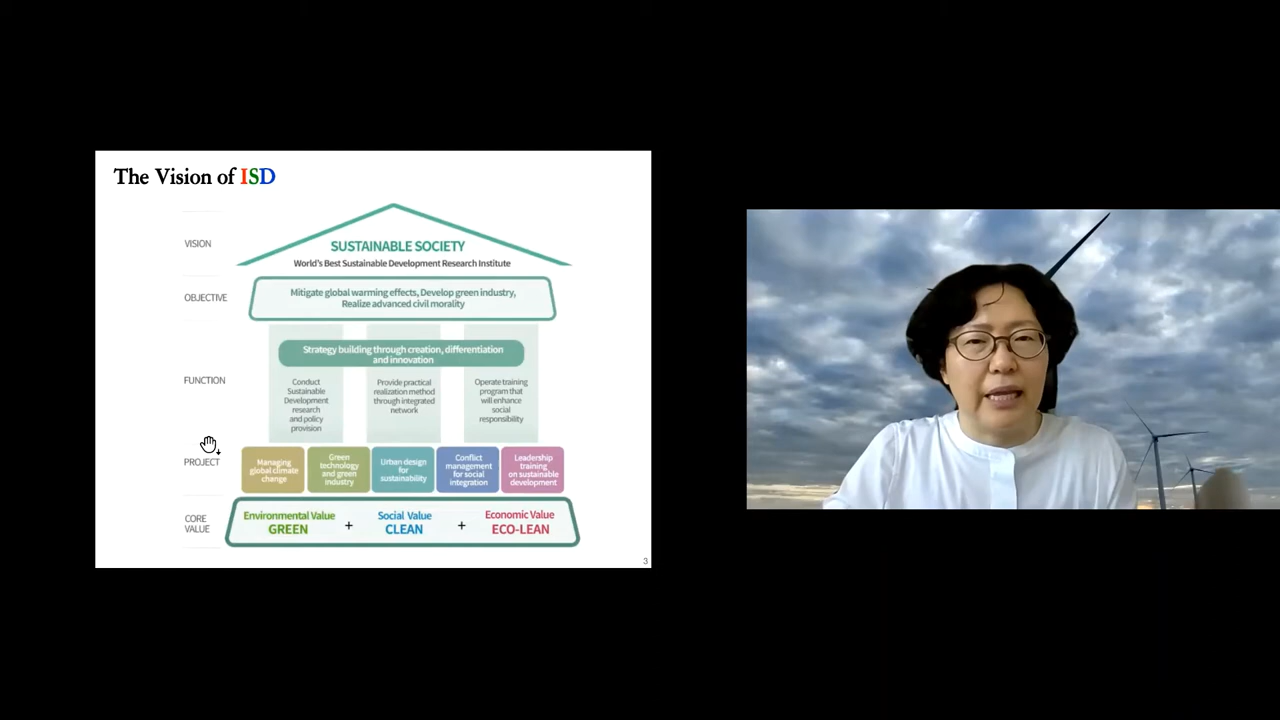 The Vision of ISD
VISION
SUSTAINABLE SOCIETY
World's Best Sustainable Development Research Institute
OBJECTIVE
Mitigate global warming effects, Develop green industry,
Realize advanced civil morality
FUNCTION
Strategy building through creation, differentiation
and innovation
Conduct
Sustainable
Development
research
and policy
provision
Provide practical
realization method
through integrated
network
Operate training
program that
will enhance
social
responsibility
PROJECT
Managing
global climate
change
Green
technology
and green
industry
Urban design
for
sustainability
Conflict
management
for social
integration
Leadership
training
on sustainable
development
CORE
VALUE
Environmental Value
GREEN
+
Social Value
CLEAN
+
Economic Value
ECO-LEAN
3